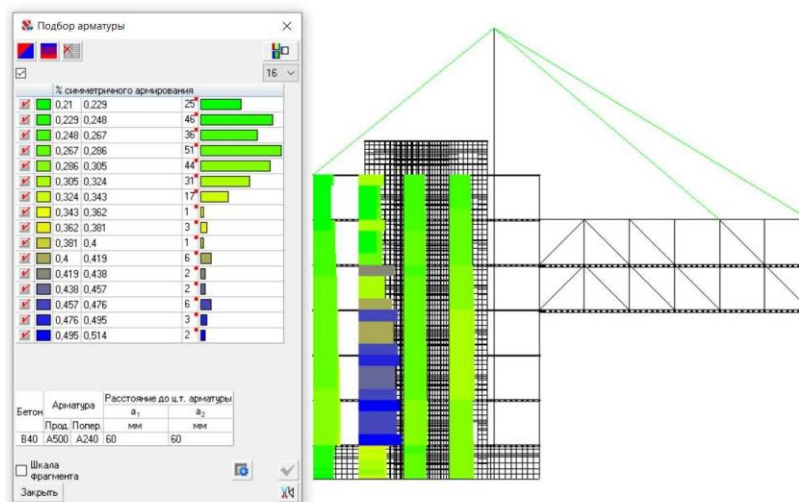 Подбор арматуры
16
% симметричного армирования
0,21 0,229 25
0,229 0,248 46
0,248 0,267 36
0,267 0,286 51
0,286 0,305 44
0,305 0,324 31
0,324 0,343 17
0,343 0,362 1
0,362 0,381 3
0,381 0,4 1
0,4 0,419 6
0,419 0,438 2
0,438 0,457 2
0,457 0,476 6
0,476 0,495 3
0,495 0,514 2
Бетон Арматура Расстояние до ц.т. арматуры
a1 a2
Прод. Попер. мм мм
B40 A500 A240 60 60
Шкала
фрагмента
Закрыть